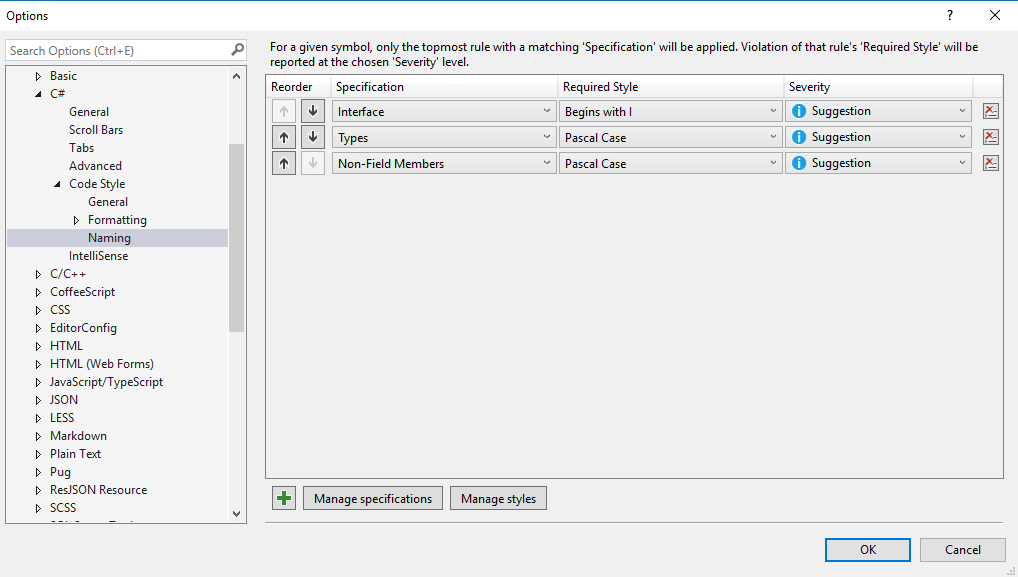 Options
?
Search Options (Ctrl+E)
Basic
C#
General
Scroll Bars
Tabs
Advanced
Code Style
General
Formatting
Naming
IntelliSense
C/C++
CoffeeScript
CSS
EditorConfig
HTML
HTML (Web Forms)
JavaScript/TypeScript
JSON
LESS
Markdown
Plain Text
Pug
ResJSON Resource
SCSS
For a given symbol, only the topmost rule with a matching 'Specification' will be applied. Violation of that rule's 'Required Style' will be
reported at the chosen 'Severity' level.
Reorder Specification Required Style Severity
Interface Begins with I Suggestion
Types Pascal Case Suggestion
Non-Field Members Pascal Case Suggestion
Manage specifications Manage styles
OK Cancel